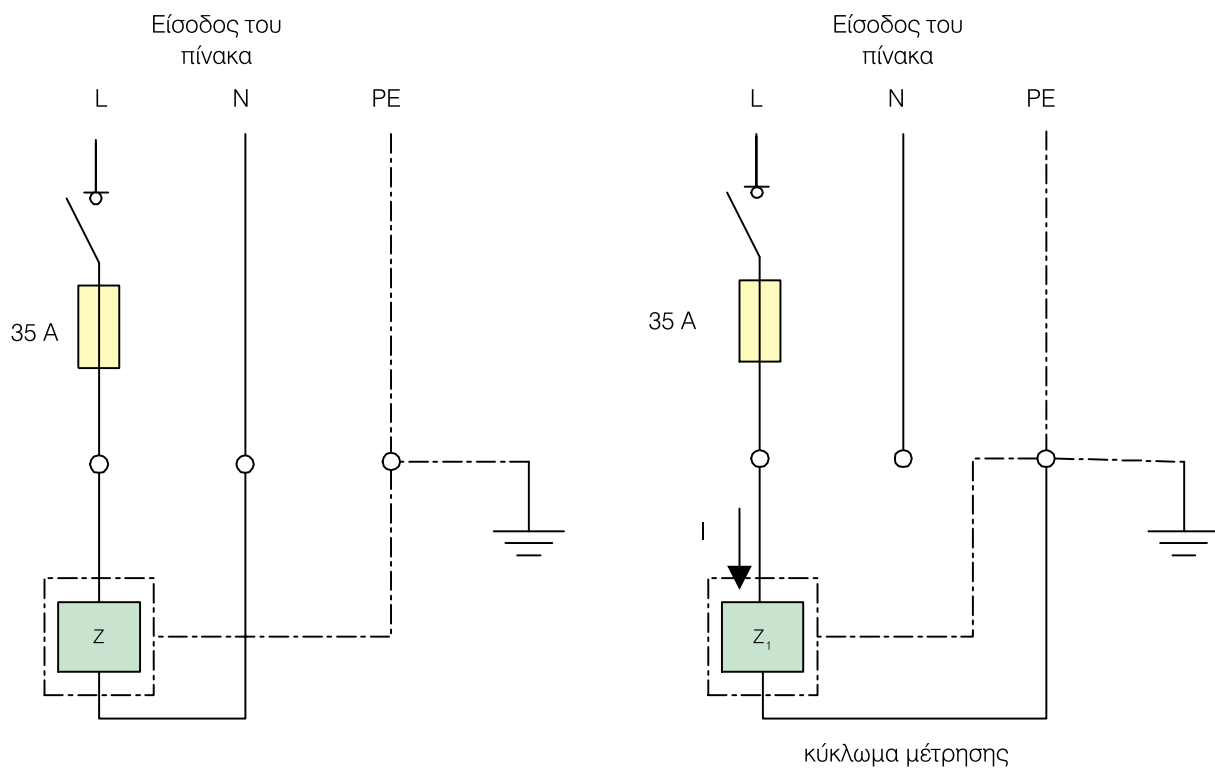 Είσοδος του
πίνακα
L N PE
35 A
Z
Είσοδος του
πίνακα
L N PE
35 A
I
Z₁
κύκλωμα μέτρησης